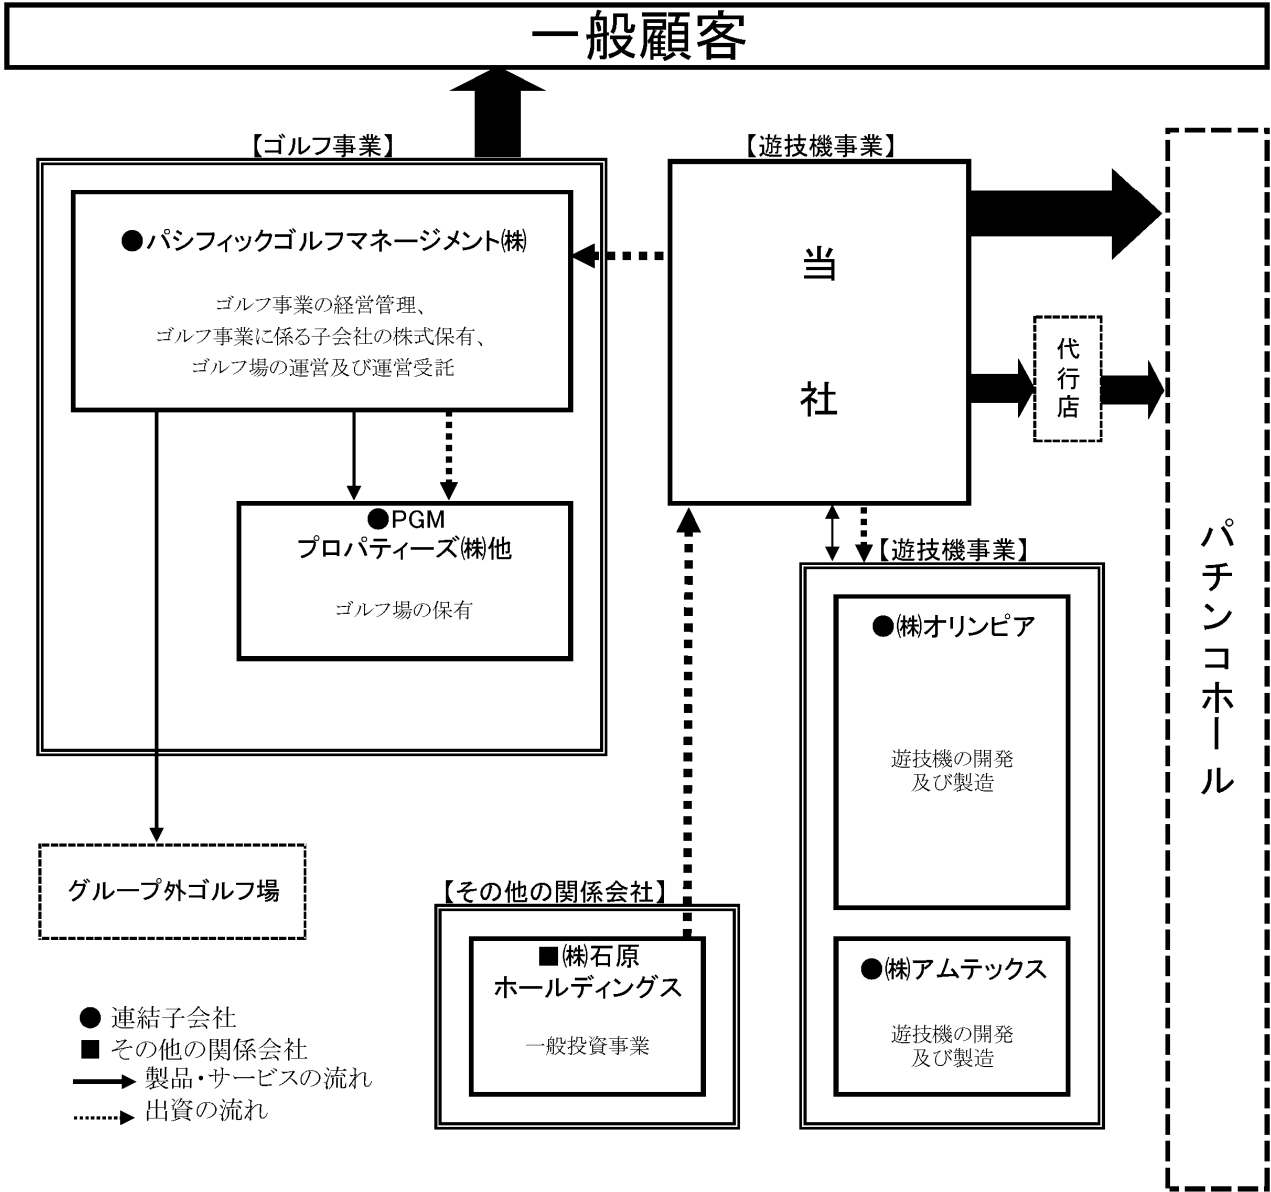 一般顧客
【ゴルフ事業】
●パシフィックゴルフマネージメント㈱
ゴルフ事業の経営管理、
ゴルフ事業に係る子会社の株式保有、
ゴルフ場の運営及び運営受託
●PGM
プロパティーズ㈱他
ゴルフ場の保有
グループ外ゴルフ場
【遊技機事業】
当社
代行店
パチンコホール
【遊技機事業】
●㈱オリンピア
遊技機の開発
及び製造
●㈱アムテックス
遊技機の開発
及び製造
【その他の関係会社】
■㈱石原
ホールディングス
一般投資事業
●連結子会社
■その他の関係会社
製品・サービスの流れ
出資の流れ